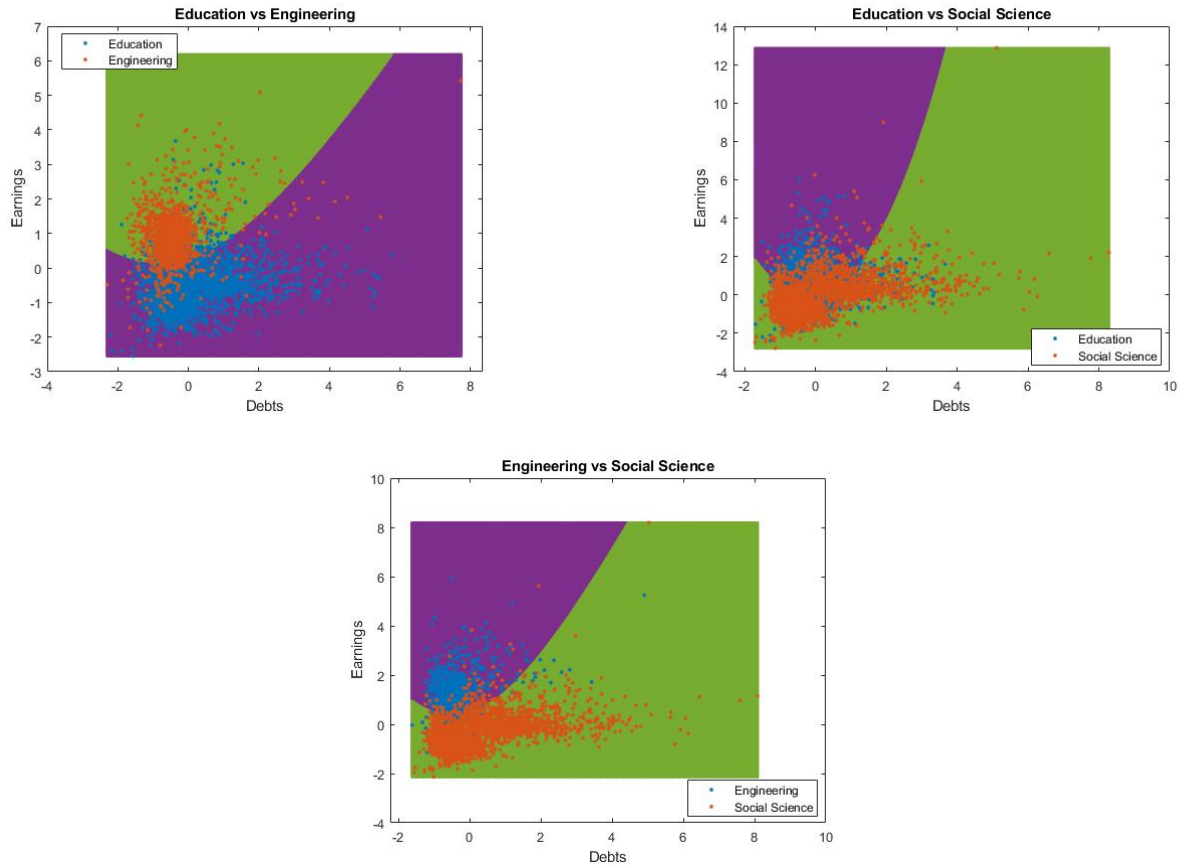 Education vs Engineering
7
6
5
4
3
2
1
0
-1
-2
-3
Earnings
Education
Engineering
-4 -2 0 2 4 6 8
Debts
Education vs Social Science
14
12
10
8
6
4
2
0
-2
-4
Earnings
Education
Social Science
-2 0 2 4 6 8 10
Debts
Engineering vs Social Science
10
8
6
4
2
0
-2
-4
Earnings
Engineering
Social Science
-2 0 2 4 6 8 10
Debts